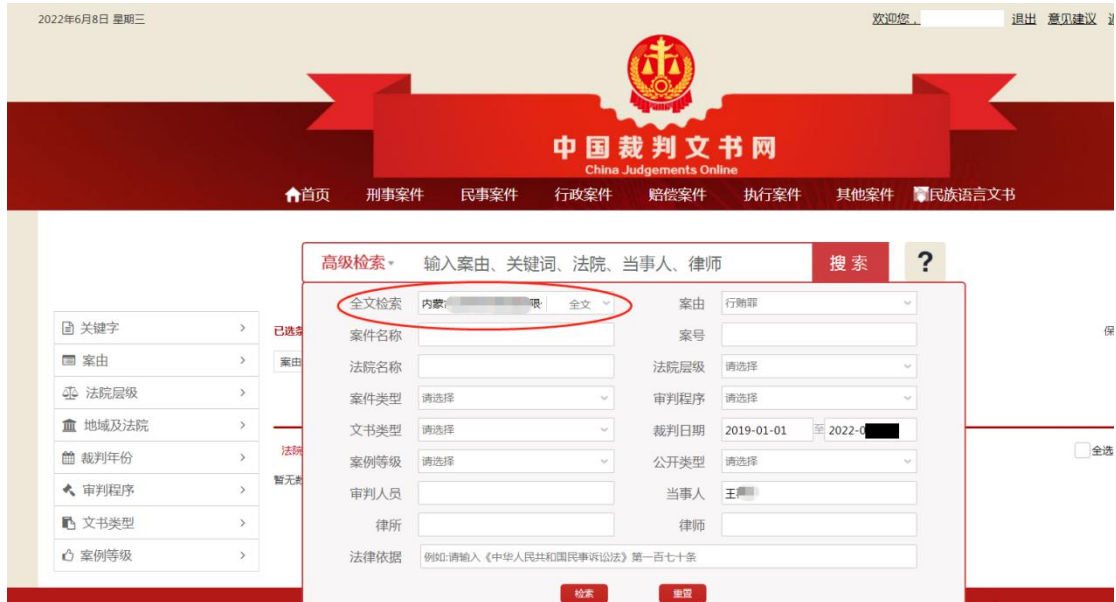 2022年6月8日 星期三
欢迎您， 退出 意见建议
中国裁判文书网
China Judgements Online
首页 刑事案件 民事案件 行政案件 赔偿案件 执行案件 其他案件 民族语言文书
高级检索 输入案由、关键词、法院、当事人、律师 搜索 ?
全文检索 内蒙 限 全文 案由 行贿罪
关键字 已选条 案件名称 案号 保
案由 案由 法院名称 请选择 法院层级
法院层级 案件类型 请选择 审判程序 请选择
地域及法院 文书类型 请选择 裁判日期 2019-01-01 至 2022-0
裁判年份 法院 案例等级 请选择 公开类型 请选择 全选
审判程序 暂无 审判人员 当事人 王
文书类型 律所 律师
案例等级 法律依据 例如:请输入《中华人民共和国民事诉讼法》第一百七十条
检索 重置